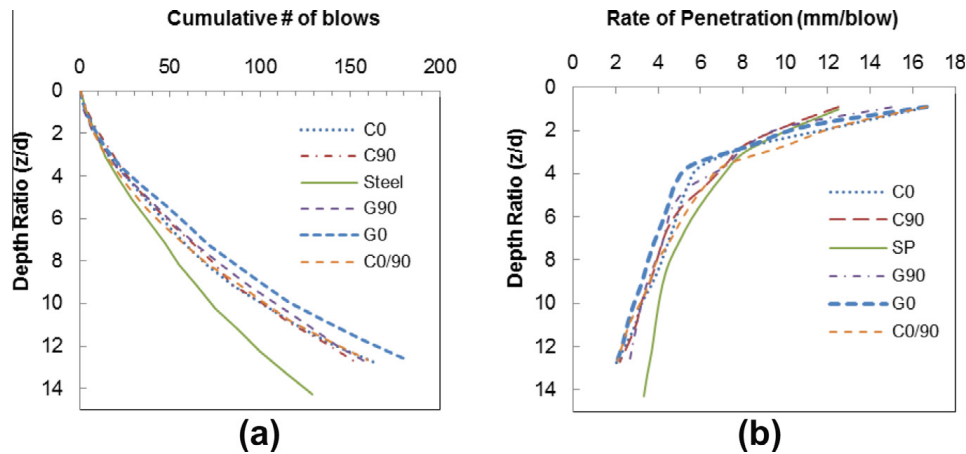 Cumulative # of blows
0 50 100 150 200
0
2
4
6
8
10
12
14
Depth Ratio (z/d)
C0
C90
Steel
G90
G0
C0/90
(a)
Rate of Penetration (mm/blow)
0 2 4 6 8 10 12 14 16 18
0
2
4
6
8
10
12
14
Depth Ratio (z/d)
C0
C90
SP
G90
G0
C0/90
(b)